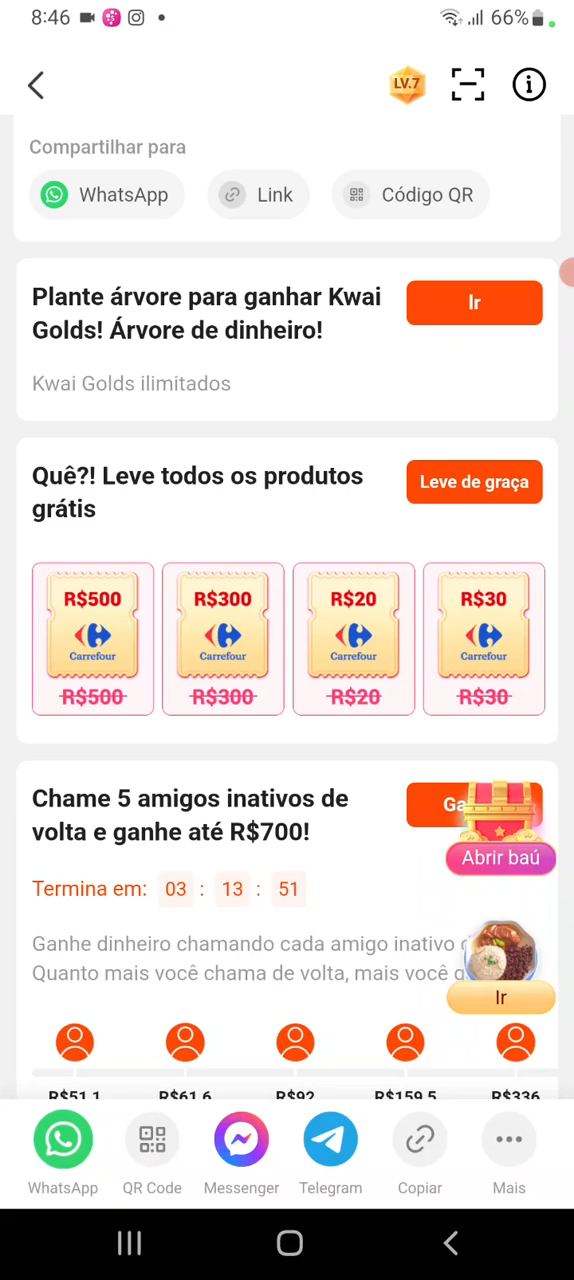 8:46
66%
LV.7
Compartilhar para
WhatsApp
Link
Código QR
Plante árvore para ganhar Kwai
Golds! Árvore de dinheiro!
Ir
Kwai Golds ilimitados
Quê?! Leve todos os produtos
grátis
Leve de graça
R$500
R$300
R$20
R$30
Carrefour
Carrefour
Carrefour
Carrefour
R$500
R$300
R$20
R$30
Chame 5 amigos inativos de
volta e ganhe até R$700!
Abrir baú
Termina em: 03 : 13 : 51
Ganhe dinheiro chamando cada amigo inativo
Quanto mais você chama de volta, mais você
Ir
R$51,1
R$61,6
R$92
R$159,5
R$336
WhatsApp
QR Code
Messenger
Telegram
Copiar
Mais